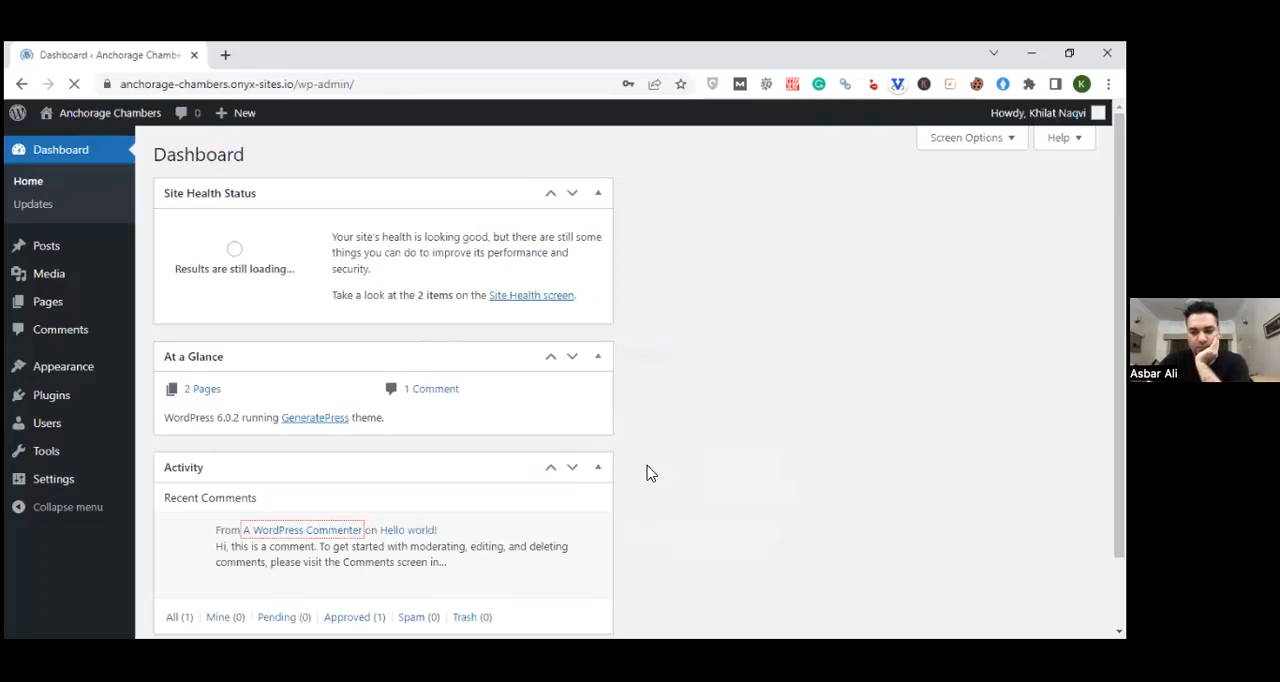 Dashboard ‹ Anchorage Chamb
anchorage-chambers.onyx-sites.io/wp-admin/
K
Anchorage Chambers 0 New
Howdy, Khilat Naqvi
Dashboard
Home
Updates
Posts
Media
Pages
Comments
Appearance
Plugins
Users
Tools
Settings
Collapse menu
Screen Options
Help
Dashboard
Site Health Status
Results are still loading...
Your site's health is looking good, but there are still some
things you can do to improve its performance and
security.
Take a look at the 2 items on the Site Health screen.
At a Glance
2 Pages
1 Comment
WordPress 6.0.2 running GeneratePress theme.
Activity
Recent Comments
From A WordPress Commenter on Hello world!
Hi, this is a comment. To get started with moderating, editing, and deleting
comments, please visit the Comments screen in...
All (1) | Mine (0) | Pending (0) | Approved (1) | Spam (0) | Trash (0)
Asbar Ali